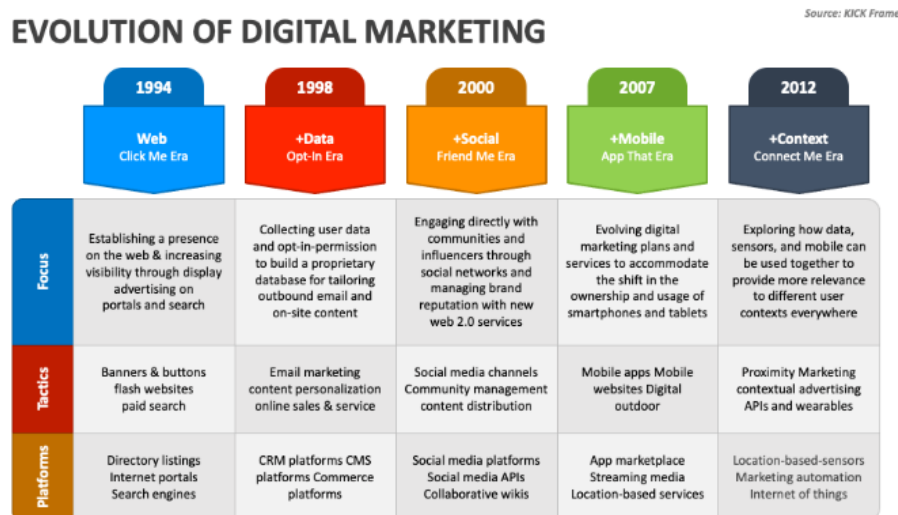 Source: KICK Frame
EVOLUTION OF DIGITAL MARKETING
1994
1998
2000
2007
2012
Web
Click Me Era
+Data
Opt-In Era
+Social
Friend Me Era
+Mobile
App That Era
+Context
Connect Me Era
Focus
Establishing a presence
on the web & increasing
visibility through display
advertising on
portals and search
Collecting user data
and opt-in-permission
to build a proprietary
database for tailoring
outbound email and
on-site content
Engaging directly with
communities and
influencers through
social networks and
managing brand
reputation with new
web 2.0 services
Evolving digital
marketing plans and
services to accommodate
the shift in the
ownership and usage of
smartphones and tablets
Exploring how data,
sensors, and mobile can
be used together to
provide more relevance
to different user
contexts everywhere
Tactics
Banners & buttons
flash websites
paid search
Email marketing
content personalization
online sales & service
Social media channels
Community management
content distribution
Mobile apps Mobile
websites Digital
outdoor
Proximity Marketing
contextual advertising
APIs and wearables
Platforms
Directory listings
Internet portals
Search engines
CRM platforms CMS
platforms Commerce
platforms
Social media platforms
Social media APIs
Collaborative wikis
App marketplace
Streaming media
Location-based services
Location-based-sensors
Marketing automation
Internet of things